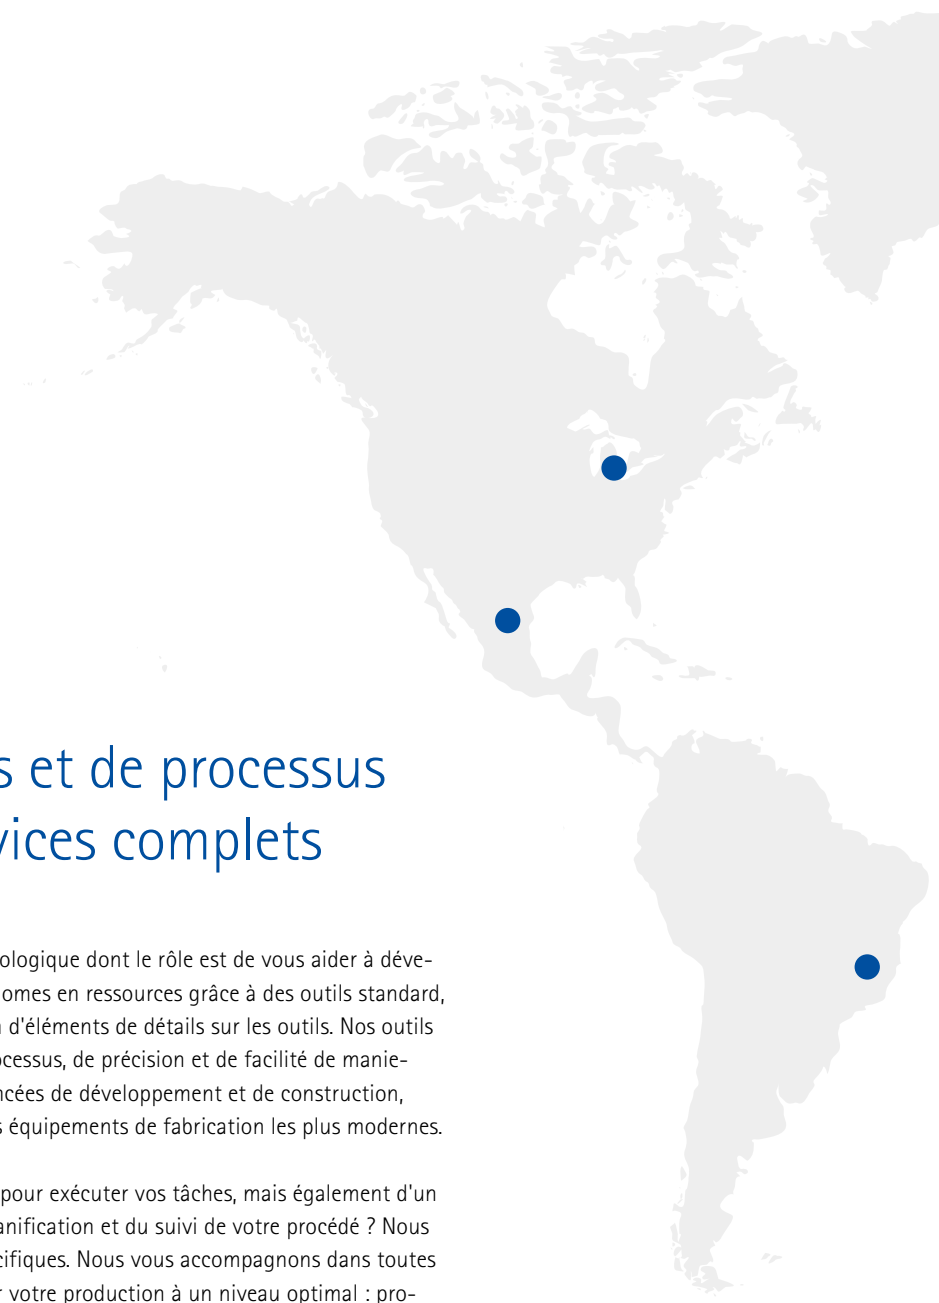 s et de processus
vices complets
ologique dont le rôle est de vous aider à déve-
omes en ressources grâce à des outils standard,
d'éléments de détails sur les outils. Nos outils
ocessus, de précision et de facilité de manie-
ncées de développement et de construction,
s équipements de fabrication les plus modernes.
pour exécuter vos tâches, mais également d'un
anification et du suivi de votre procédé ? Nous
cifiques. Nous vous accompagnons dans toutes
r votre production à un niveau optimal : pro-